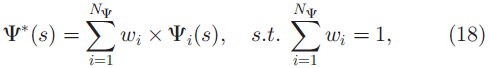 Ψ*(s) = ∑_{i=1}^{N_Ψ} w_i × Ψ_i(s), s.t. ∑_{i=1}^{N_Ψ} w_i = 1, (18)